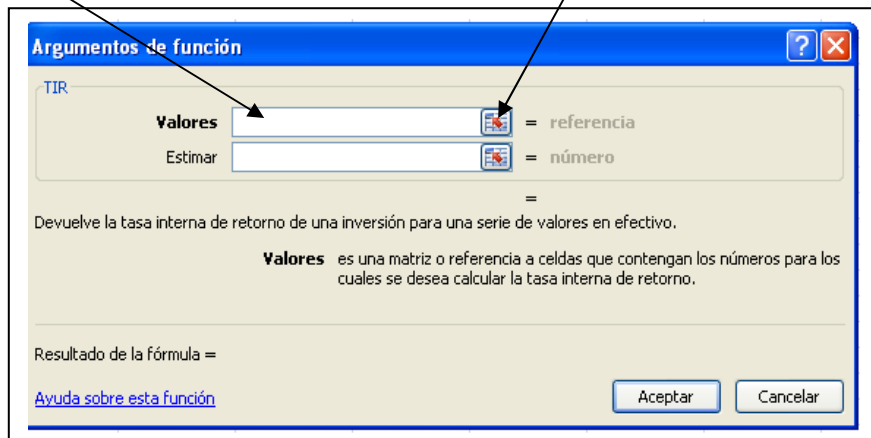 Argumentos de función
TIR
Valores = referencia
Estimar = número
=
Devuelve la tasa interna de retorno de una inversión para una serie de valores en efectivo.
Valores es una matriz o referencia a celdas que contengan los números para los
cuales se desea calcular la tasa interna de retorno.
Resultado de la fórmula =
Ayuda sobre esta función
Aceptar Cancelar